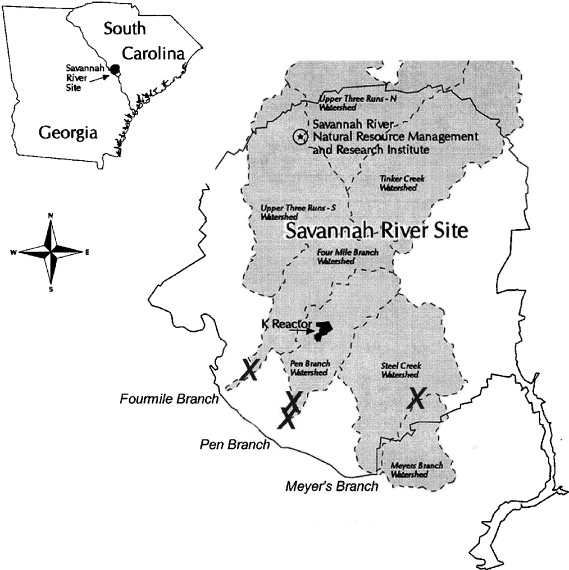 South
Carolina
Savannah
River
Site
Georgia
N
W
E
S
Upper Three Runs - N
Watershed
Savannah River
Natural Resource Management
and Research Institute
Tinker Creek
Watershed
Upper Three Runs - S
Watershed
Savannah River Site
Four Mile Branch
Watershed
K Reactor
Pen Branch
Watershed
Steel Creek
Watershed
X
X
X
X
Fourmile Branch
Pen Branch
Meyers Branch
Watershed
Meyer's Branch